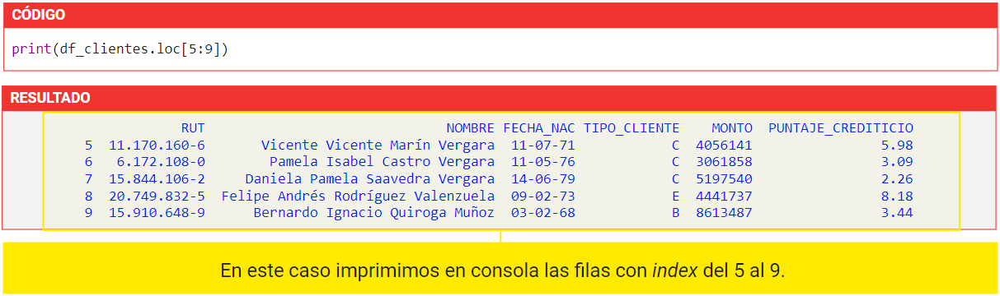 CÓDIGO
print(df_clientes.loc[5:9])
RESULTADO
RUT NOMBRE FECHA_NAC TIPO_CLIENTE MONTO PUNTAJE_CREDITICIO
5 11.170.160-6 Vicente Vicente Marín Vergara 11-07-71 C 4056141 5.98
6 6.172.108-0 Pamela Isabel Castro Vergara 11-05-76 C 3061858 3.09
7 15.844.106-2 Daniela Pamela Saavedra Vergara 14-06-79 C 5197540 2.26
8 20.749.832-5 Felipe Andrés Rodríguez Valenzuela 09-02-73 E 4441737 8.18
9 15.910.648-9 Bernardo Ignacio Quiroga Muñoz 03-02-68 B 8613487 3.44
En este caso imprimimos en consola las filas con index del 5 al 9.